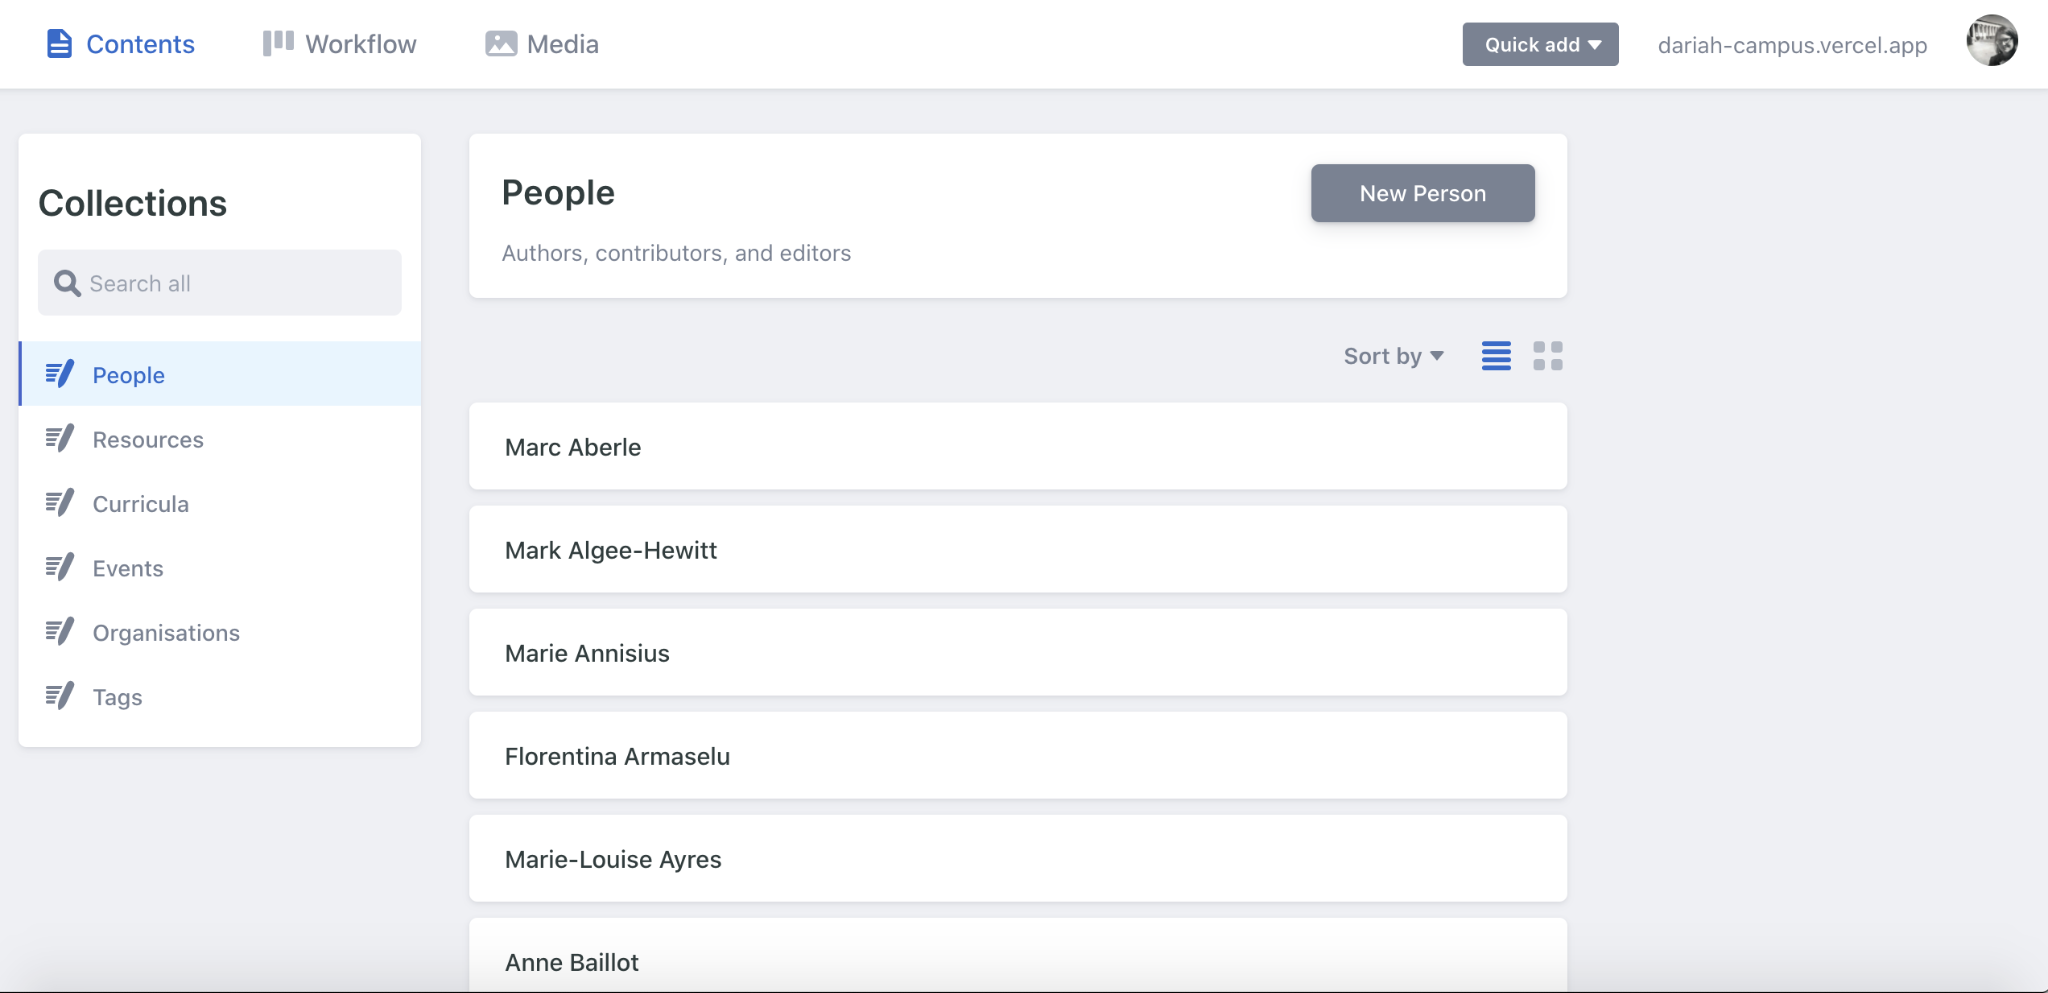 Contents
Workflow
Media
Quick add
dariah-campus.vercel.app
Collections
Search all
People
Resources
Curricula
Events
Organisations
Tags
People
New Person
Authors, contributors, and editors
Sort by
Marc Aberle
Mark Algee-Hewitt
Marie Annisius
Florentina Armaselu
Marie-Louise Ayres
Anne Baillot